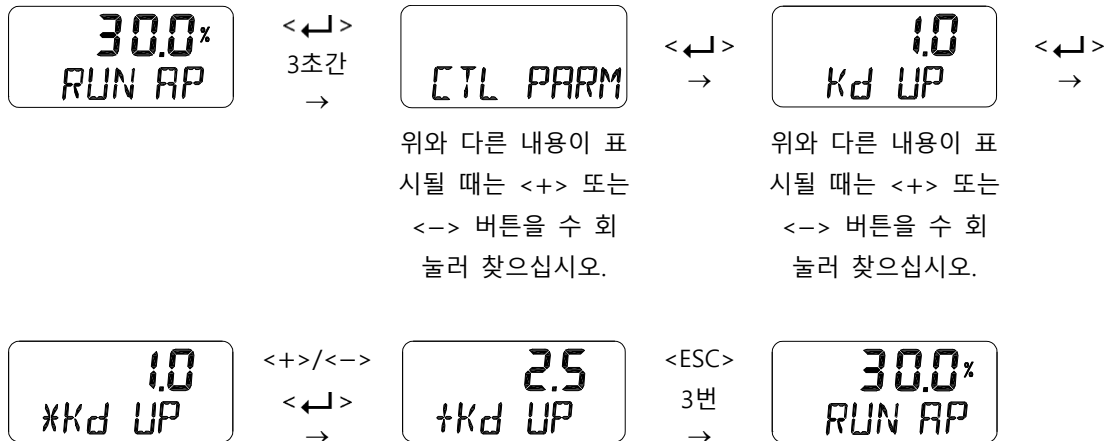 30.0%
RUN AP
<↵>
3초간
→
CTL PARM
<↵>
→
1.0
Kd UP
<↵>
→
위와 다른 내용이 표
시될 때는 <+> 또는
<−> 버튼을 수 회
눌러 찾으십시오.
위와 다른 내용이 표
시될 때는 <+> 또는
<−> 버튼을 수 회
눌러 찾으십시오.
1.0
*Kd UP
<+>/<−>
<↵>
→
2.5
+Kd UP
<ESC>
3번
→
30.0%
RUN AP